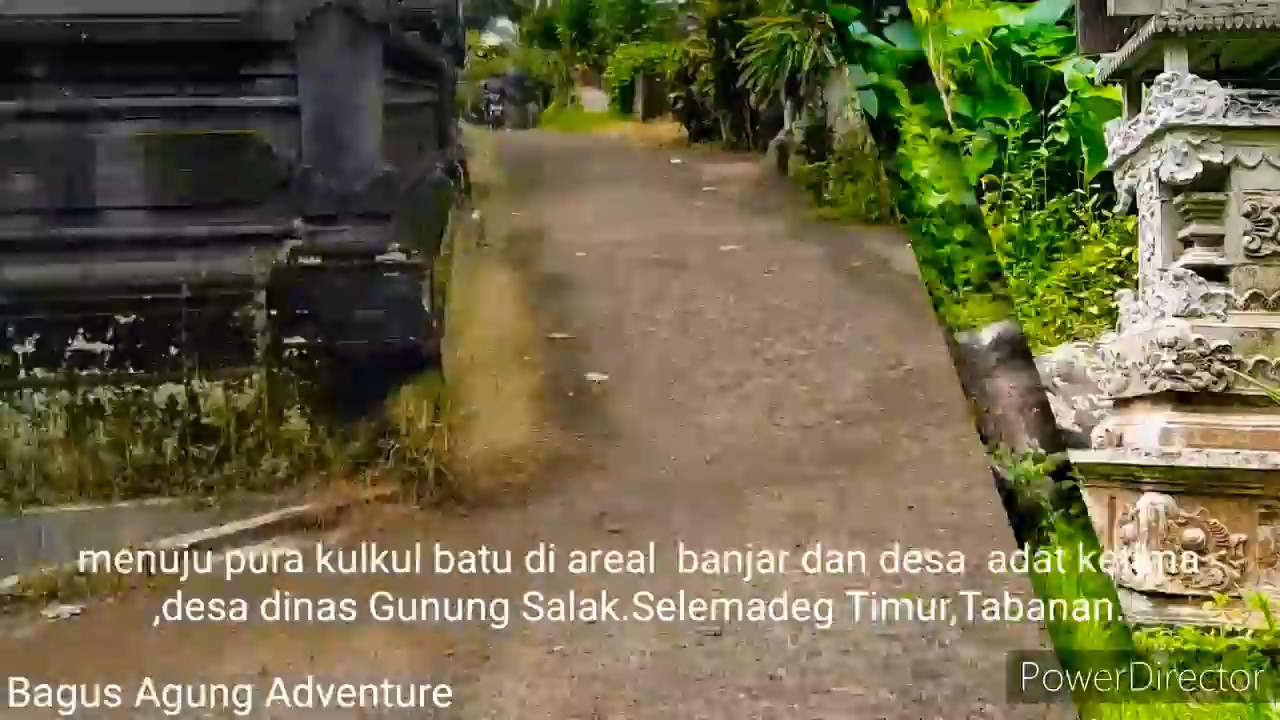 menuju pura kulkul batu di areal banjar dan desa adat
,desa dinas Gunung Salak.Selemadeg Timur,Tabanan.
Bagus Agung Adventure
PowerDirector